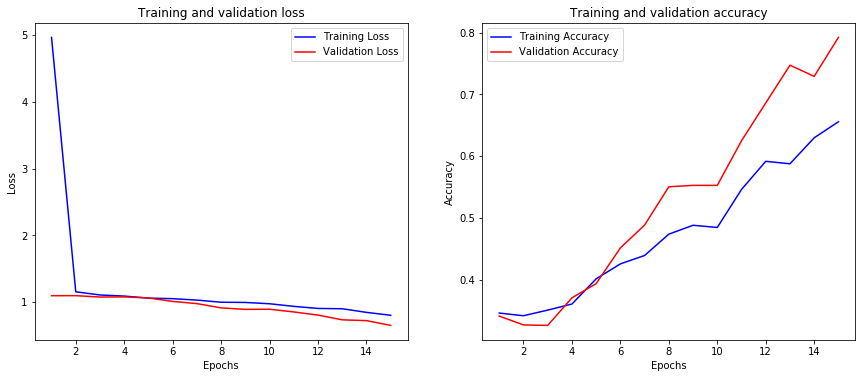 Training and validation loss
Training Loss
Validation Loss
5
4
3
2
1
Loss
2 4 6 8 10 12 14
Epochs
Training and validation accuracy
Training Accuracy
Validation Accuracy
0.8
0.7
0.6
0.5
0.4
Accuracy
2 4 6 8 10 12 14
Epochs